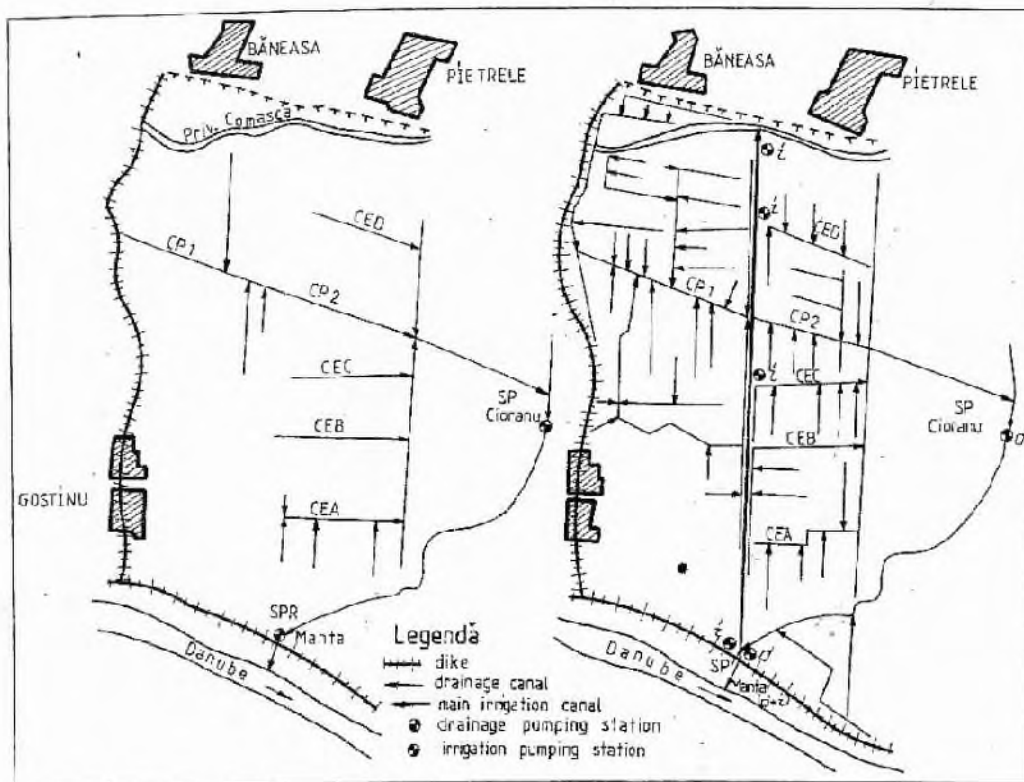 BĂNEASA
PIETRELE
Priv. Comasca
CED
CP1
CP2
CEC
SP
Cioranu
CEB
GOSTINU
CEA
SPR
Manta
Danube
BĂNEASA
PIETRELE
i
i
CED
CP1
CP2
i
CEC
SP
Cioranu
CEB
CEA
i
SP
Manta
Danube
Legendă
dike
drainage canal
main irrigation canal
drainage pumping station
irrigation pumping station